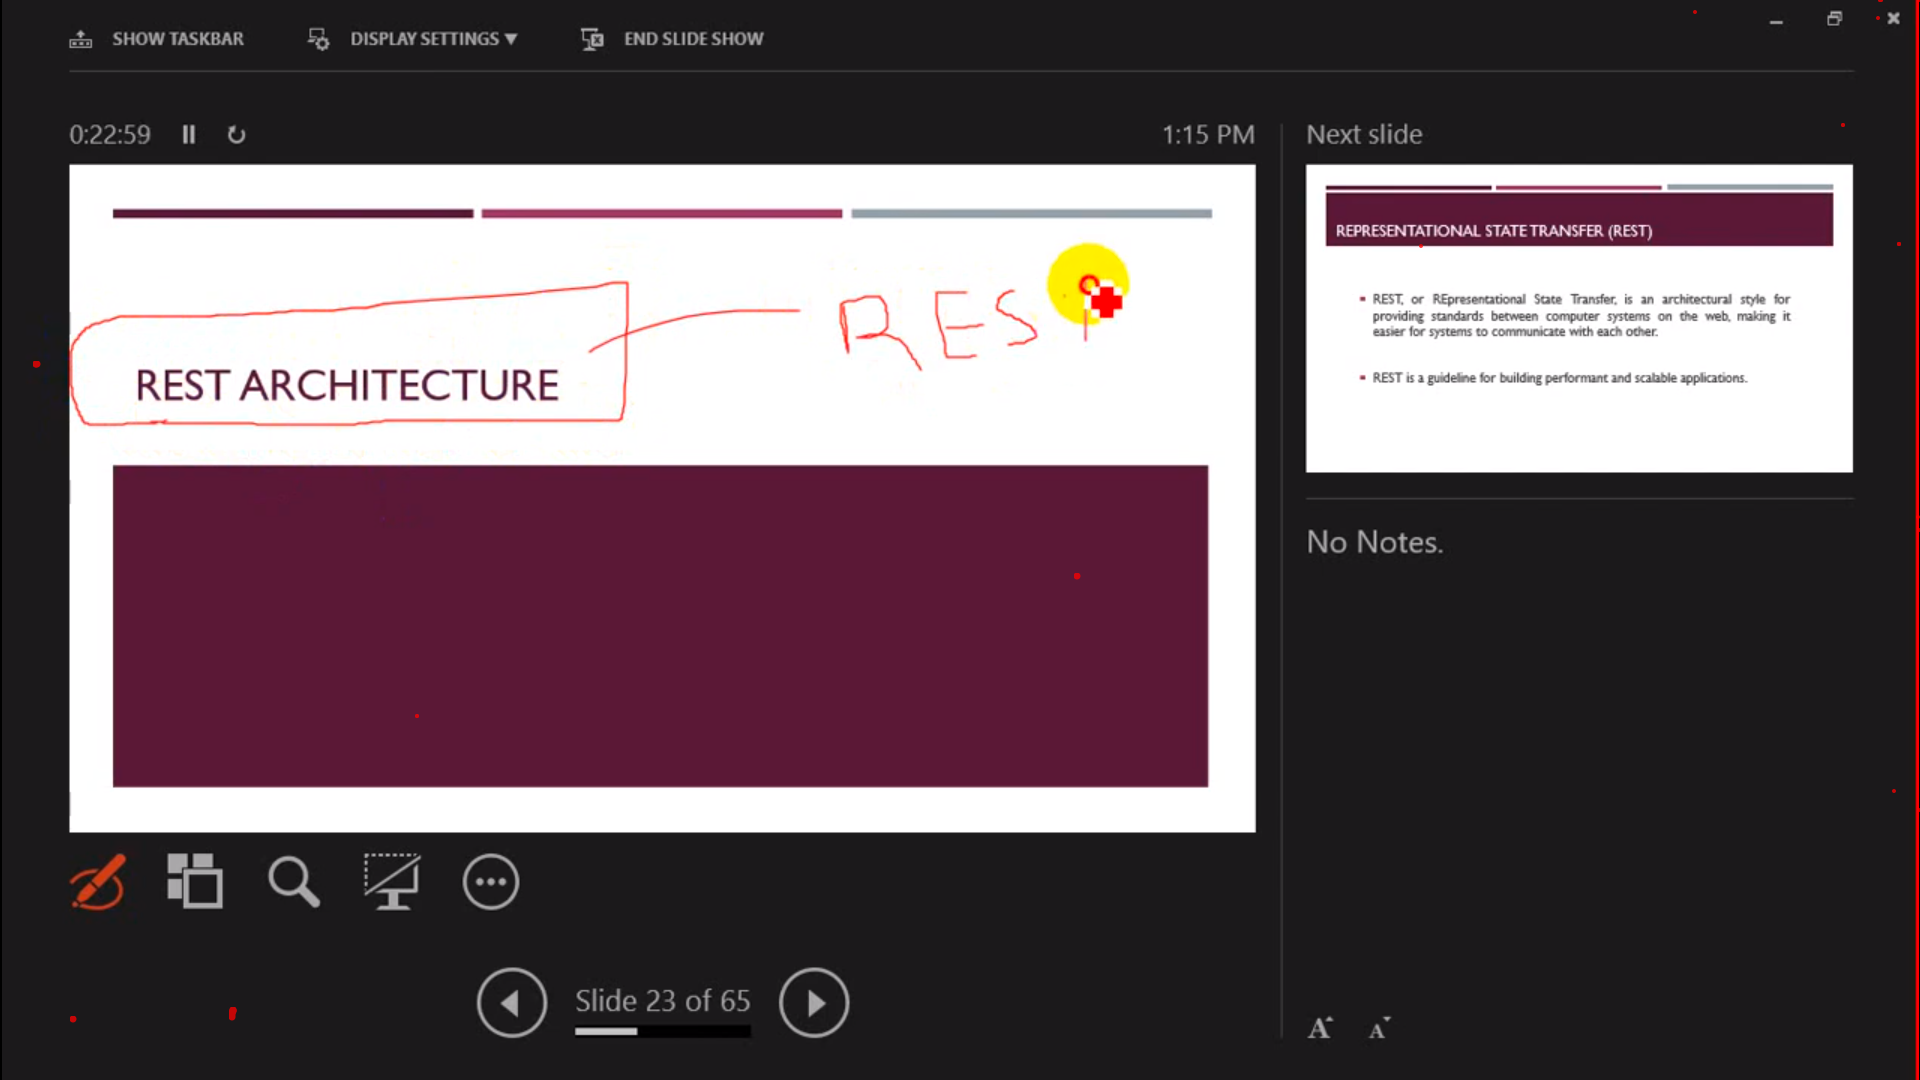 SHOW TASKBAR
DISPLAY SETTINGS ▼
END SLIDE SHOW
0:22:59
1:15 PM
REST ARCHITECTURE
RES
Next slide
REPRESENTATIONAL STATE TRANSFER (REST)
REST, or REpresentational State Transfer, is an architectural style for
providing standards between computer systems on the web, making it
easier for systems to communicate with each other.
REST is a guideline for building performant and scalable applications.
No Notes.
Slide 23 of 65
A A